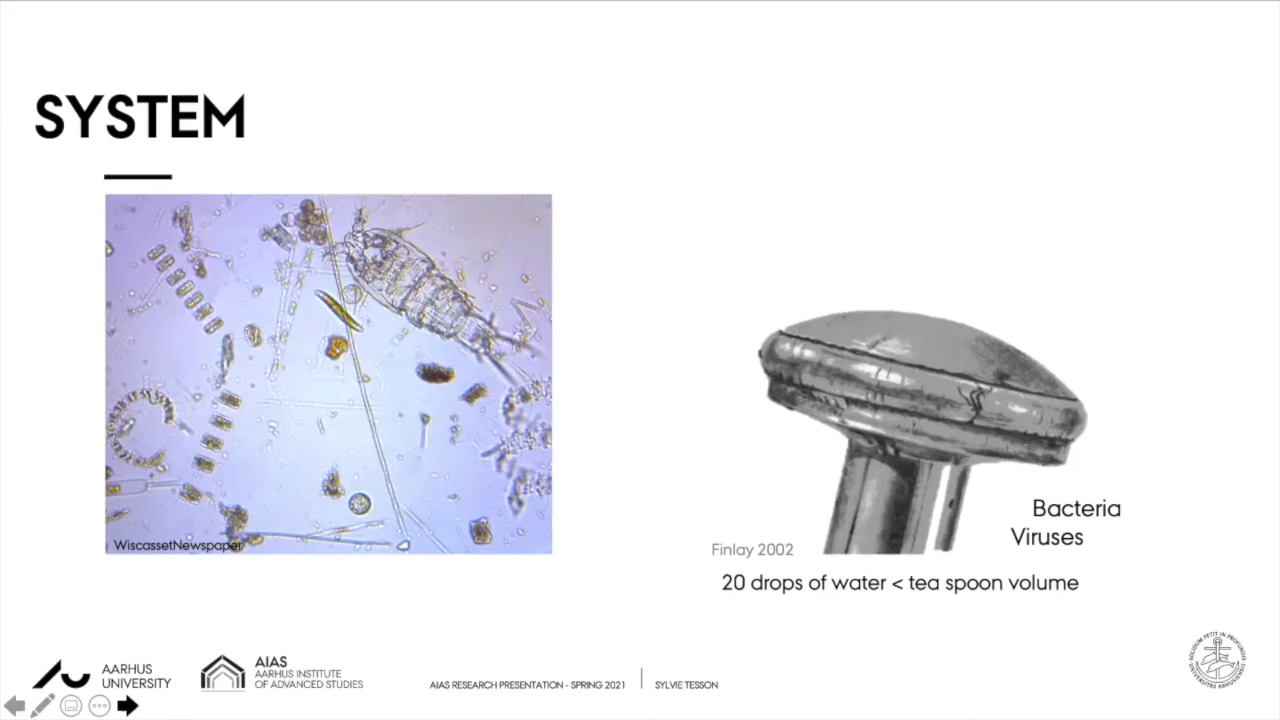 SYSTEM
WiscassetNewspaper
Bacteria
Viruses
Finlay 2002
20 drops of water < tea spoon volume
AARHUS
UNIVERSITY
AIAS
AARHUS INSTITUTE
OF ADVANCED STUDIES
AIAS RESEARCH PRESENTATION - SPRING 2021
SYLVIE TESSON